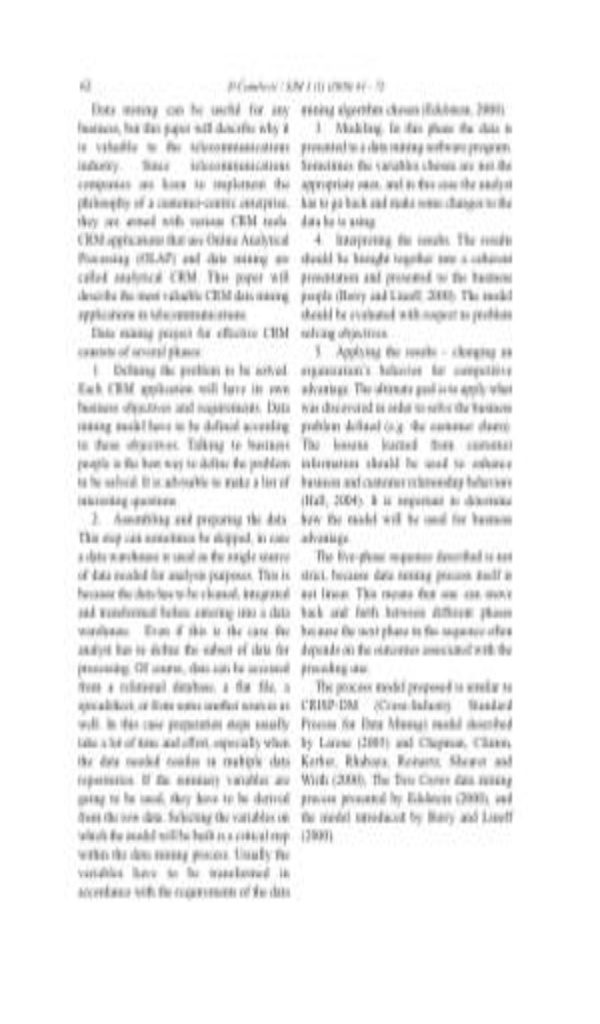 62
Data mining can be useful for any
business, but this paper will describe why it
is valuable to the telecommunications
industry. Since telecommunications
companies are keen to implement the
philosophy of a customer-centric enterprise,
they are armed with various CRM tools.
CRM applications that use Online Analytical
Processing (OLAP) and data mining are
called analytical CRM. This paper will
describe the most valuable CRM data mining
applications in telecommunications.
Data mining project for effective CRM
consists of several phases:
1. Defining the problem to be solved.
Each CRM application will have its own
business objectives and requirements. Data
mining model have to be defined according
to these objectives. Talking to business
people is the best way to define the problem
to be solved. It is advisable to make a list of
interesting questions.
2. Assembling and preparing the data.
This step can sometimes be skipped, in case
a data warehouse is used as the single source
of data needed for analysis purposes. This is
because the data has to be cleaned, integrated
and transformed before entering into a data
warehouse. Even if this is the case the
analyst has to define the subset of data for
processing. Of course, data can be accessed
from a relational database, a flat file, a
spreadsheet, or from some another sources as
well. In this case preparation steps usually
take a lot of time and effort, especially when
the data needed resides in multiple data
repositories. If the summary variables are
going to be used, they have to be derived
from the raw data. Selecting the variables on
which the model will be built is a critical step
within the data mining process. Usually the
variables have to be transformed in
accordance with the requirements of the data
mining algorithm chosen (Edelstein, 2000).
3. Modeling. In this phase the data is
presented to a data mining software program.
Sometimes the variables chosen are not the
appropriate ones, and in this case the analyst
has to go back and make some changes to the
data he is using.
4. Interpreting the results. The results
should be brought together into a coherent
presentation and presented to the business
people (Berry and Linoff, 2000). The model
should be evaluated with respect to problem
solving objectives.
5. Applying the results - changing an
organization's behavior for competitive
advantage. The ultimate goal is to apply what
was discovered in order to solve the business
problem defined (e.g. the customer churn).
The lessons learned from customer
information should be used to enhance
business and customer relationship behaviors
(Hall, 2004). It is important to determine
how the model will be used for business
advantage.
The five-phase sequence described is not
strict, because data mining process itself is
not linear. This means that one can move
back and forth between different phases
because the next phase in the sequence often
depends on the outcomes associated with the
preceding one.
The process model proposed is similar to
CRISP-DM (Cross-Industry Standard
Process for Data Mining) model described
by Larose (2005) and Chapman, Clinton,
Kerber, Khabaza, Reinartz, Shearer and
Wirth (2000), The Two Crows data mining
process presented by Edelstein (2000), and
the model introduced by Berry and Linoff
(2000).